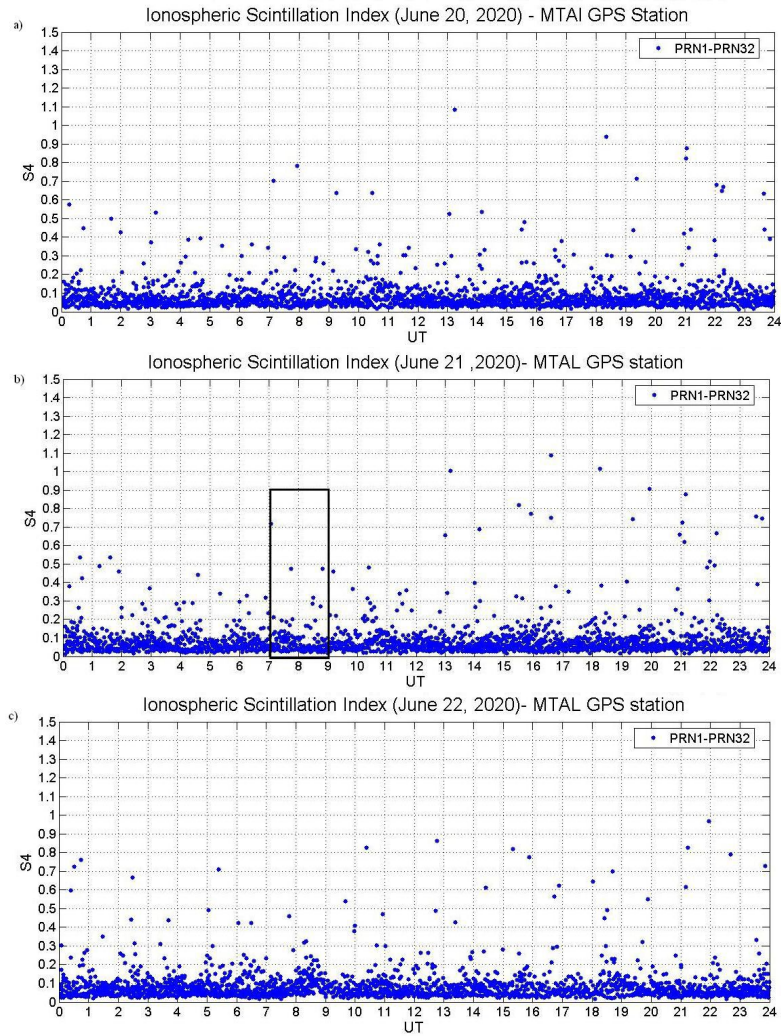 Ionospheric Scintillation Index (June 20, 2020) - MTAI GPS Station
a)
1.5
1.4
1.3
1.2
1.1
1
0.9
0.8
0.7
0.6
0.5
0.4
0.3
0.2
0.1
0
S4
PRN1-PRN32
0 1 2 3 4 5 6 7 8 9 10 11 12 13 14 15 16 17 18 19 20 21 22 23 24
UT
Ionospheric Scintillation Index (June 21 ,2020)- MTAL GPS station
b)
1.5
1.4
1.3
1.2
1.1
1
0.9
0.8
0.7
0.6
0.5
0.4
0.3
0.2
0.1
0
S4
PRN1-PRN32
0 1 2 3 4 5 6 7 8 9 10 11 12 13 14 15 16 17 18 19 20 21 22 23 24
UT
Ionospheric Scintillation Index (June 22, 2020)- MTAL GPS station
c)
1.5
1.4
1.3
1.2
1.1
1
0.9
0.8
0.7
0.6
0.5
0.4
0.3
0.2
0.1
0
S4
PRN1-PRN32
0 1 2 3 4 5 6 7 8 9 10 11 12 13 14 15 16 17 18 19 20 21 22 23 24
UT